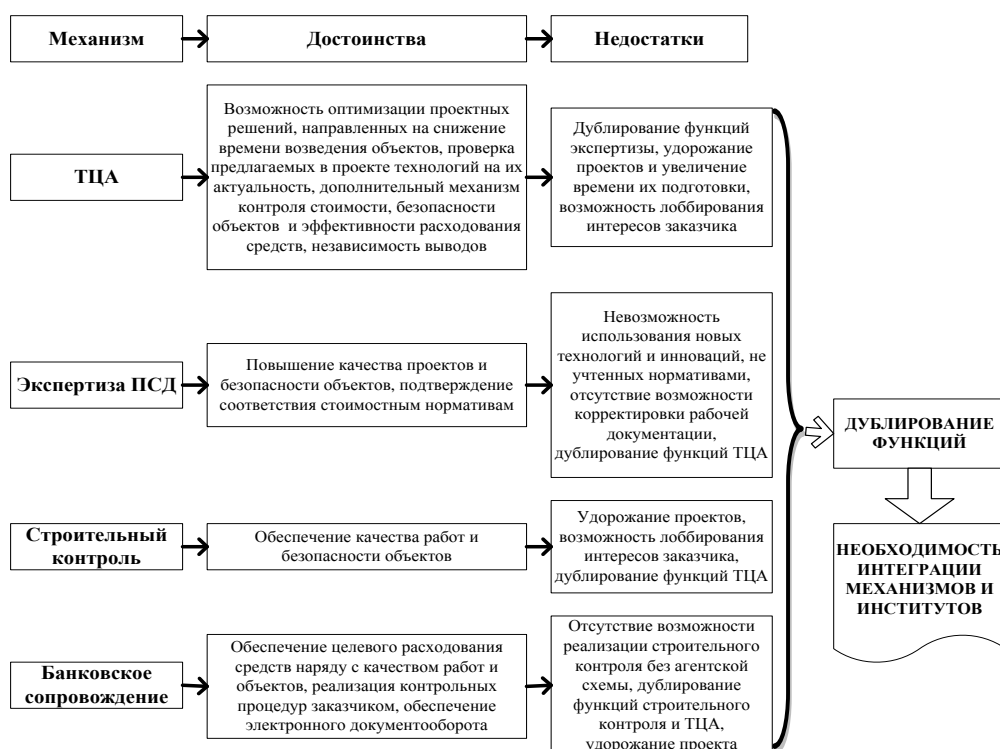 Механизм
Достоинства
Недостатки
ТЦА
Возможность оптимизации проектных
решений, направленных на снижение
времени возведения объектов, проверка
предлагаемых в проекте технологий на их
актуальность, дополнительный механизм
контроля стоимости, безопасности
объектов и эффективности расходования
средств, независимость выводов
Дублирование функций
экспертизы, удорожание
проектов и увеличение
времени их подготовки,
возможность лоббирования
интересов заказчика
Экспертиза ПСД
Повышение качества проектов и
безопасности объектов, подтверждение
соответствия стоимостным нормативам
Невозможность
использования новых
технологий и инноваций, не
учтенных нормативами,
отсутствие возможности
корректировки рабочей
документации,
дублирование функций ТЦА
Строительный
контроль
Обеспечение качества работ и
безопасности объектов
Удорожание проектов,
возможность лоббирования
интересов заказчика,
дублирование функций ТЦА
Банковское
сопровождение
Обеспечение целевого расходования
средств наряду с качеством работ и
объектов, реализация контрольных
процедур заказчиком, обеспечение
электронного документооборота
Отсутствие возможности
реализации строительного
контроля без агентской
схемы, дублирование
функций строительного
контроля и ТЦА,
удорожание проекта
ДУБЛИРОВАНИЕ
ФУНКЦИЙ
НЕОБХОДИМОСТЬ
ИНТЕГРАЦИИ
МЕХАНИЗМОВ И
ИНСТИТУТОВ